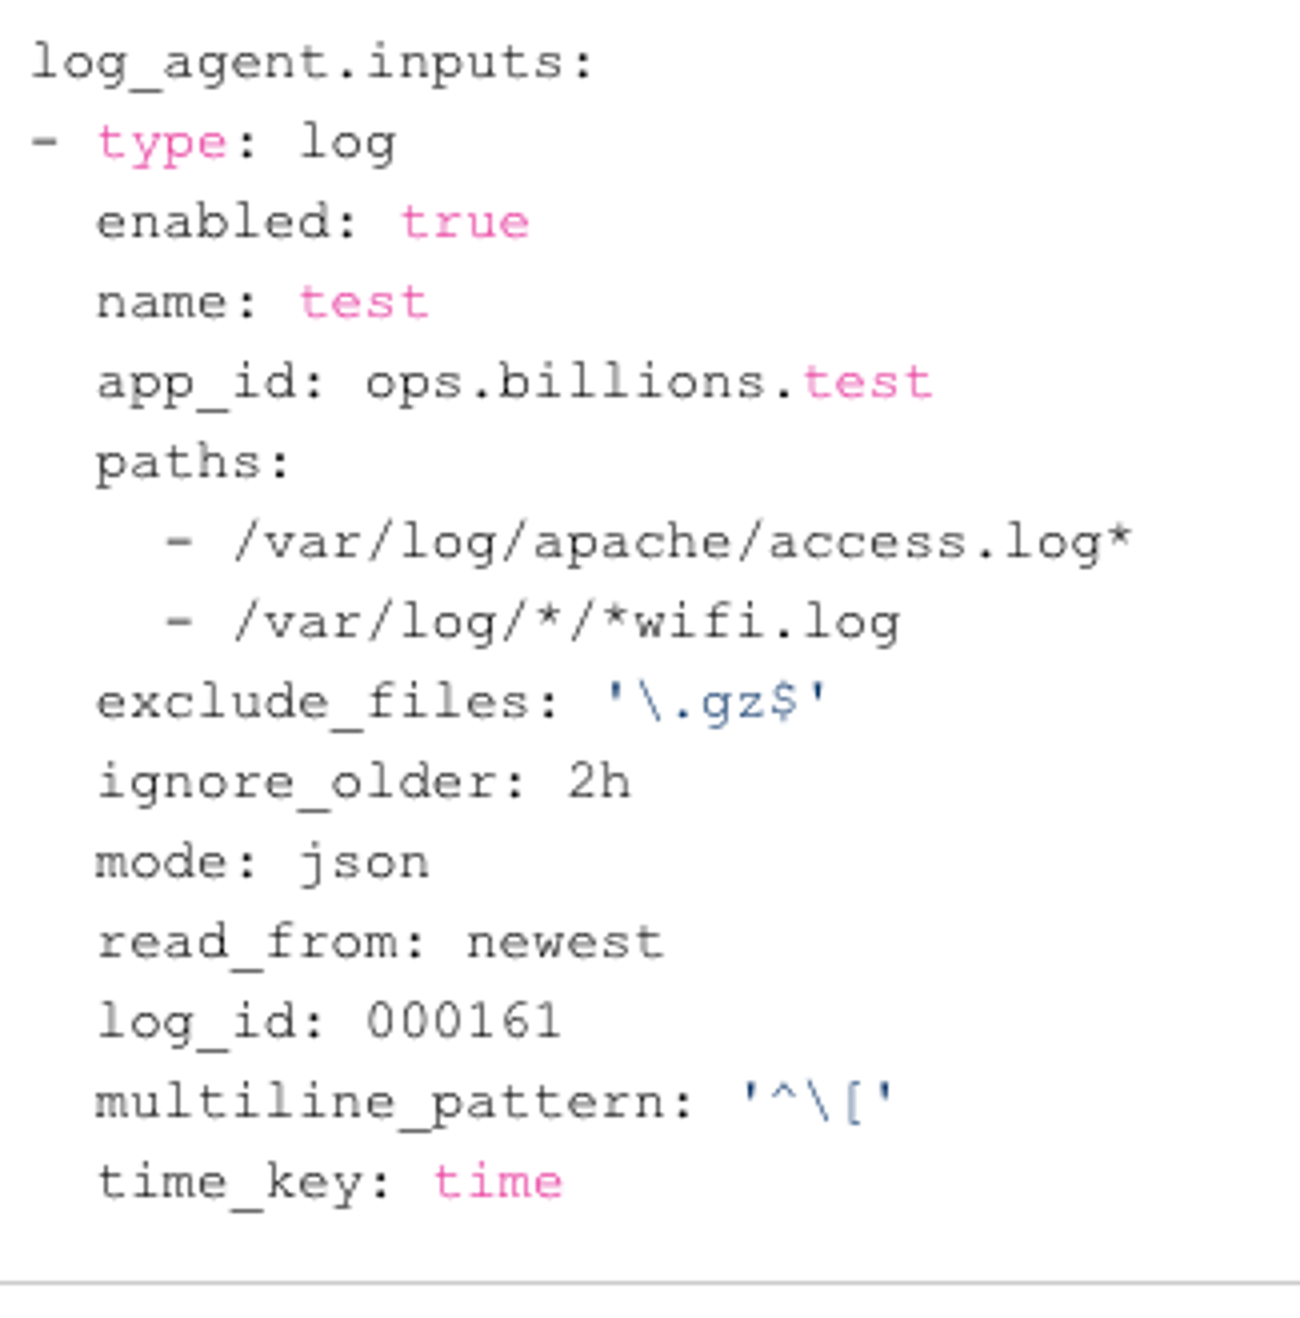 log_agent.inputs:
- type: log
  enabled: true
  name: test
  app_id: ops.billions.test
  paths:
    - /var/log/apache/access.log*
    - /var/log/*/*wifi.log
  exclude_files: '\.gz$'
  ignore_older: 2h
  mode: json
  read_from: newest
  log_id: 000161
  multiline_pattern: '^\['
  time_key: time